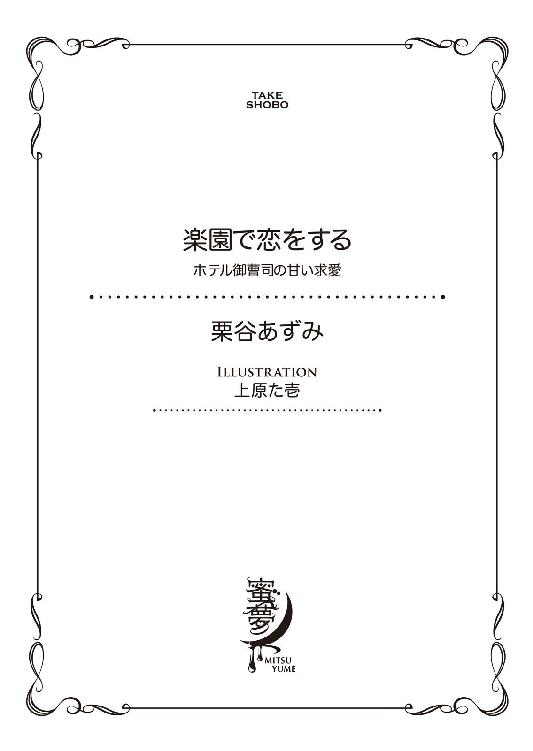 TAKE
SHOBO
楽園で恋をする
ホテル御曹司の甘い求愛
栗谷あずみ
ILLUSTRATION
上原た壱
蜜夢
MITSU
YUME